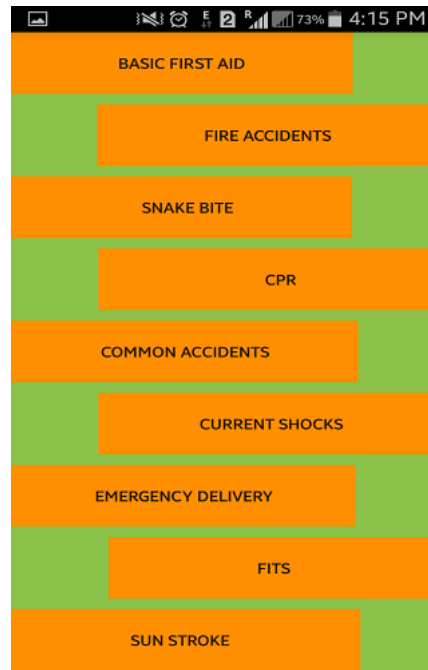 E 2 R 73% 4:15 PM
BASIC FIRST AID
FIRE ACCIDENTS
SNAKE BITE
CPR
COMMON ACCIDENTS
CURRENT SHOCKS
EMERGENCY DELIVERY
FITS
SUN STROKE